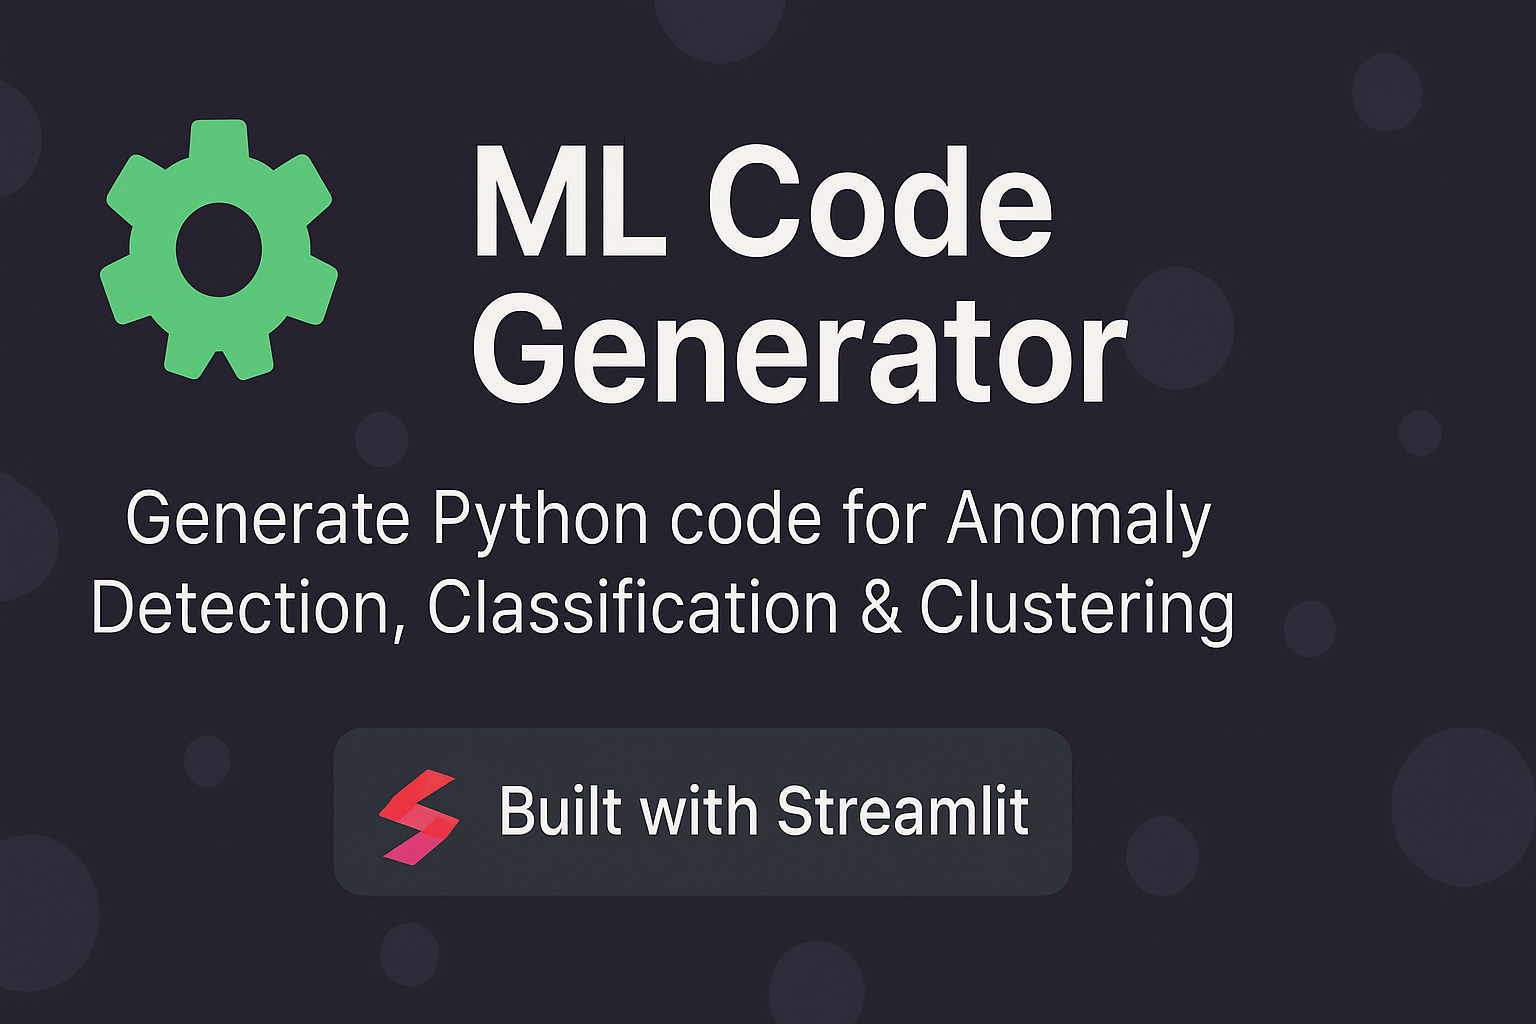 ML Code
Generator
Generate Python code for Anomaly
Detection, Classification & Clustering
Built with Streamlit